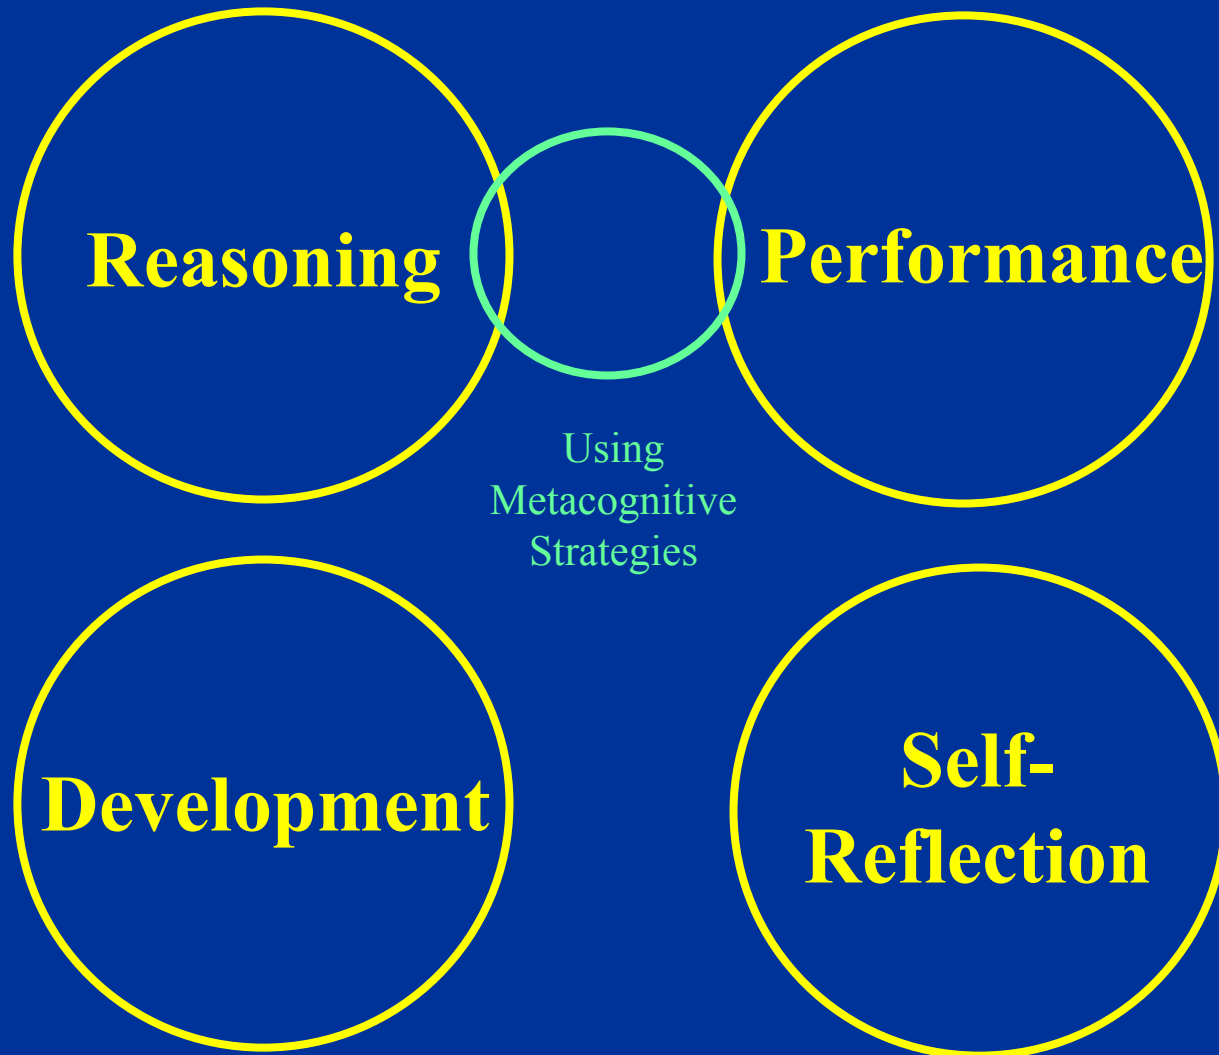 Reasoning
Performance
Using
Metacognitive
Strategies
Development
Self-
Reflection